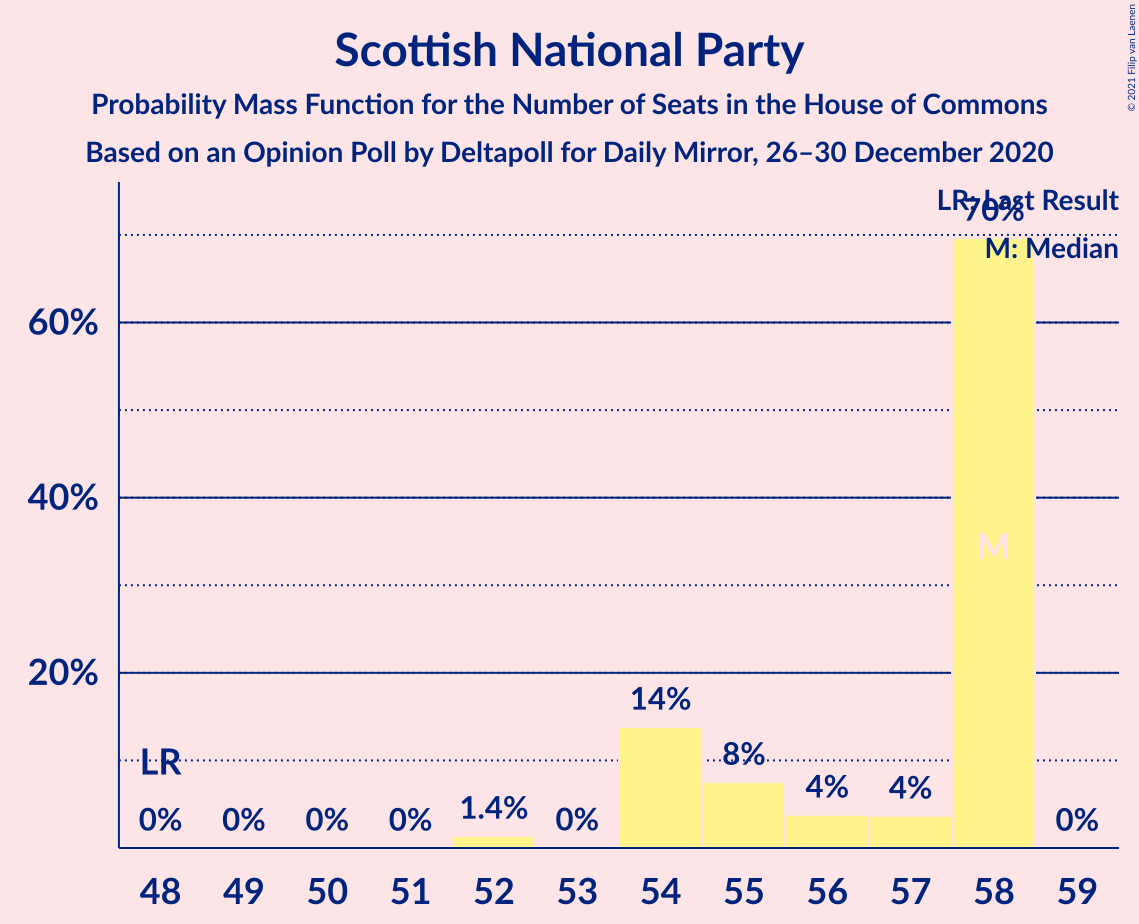 Scottish National Party
Probability Mass Function for the Number of Seats in the House of Commons
Based on an Opinion Poll by Deltapoll for Daily Mirror, 26–30 December 2020
© 2021 Filip van Laenen
LR: Last Result
M: Median
70%
60%
40%
20%
M
LR
0%
0%
0%
0%
1.4%
0%
14%
8%
4%
4%
0%
48 49 50 51 52 53 54 55 56 57 58 59